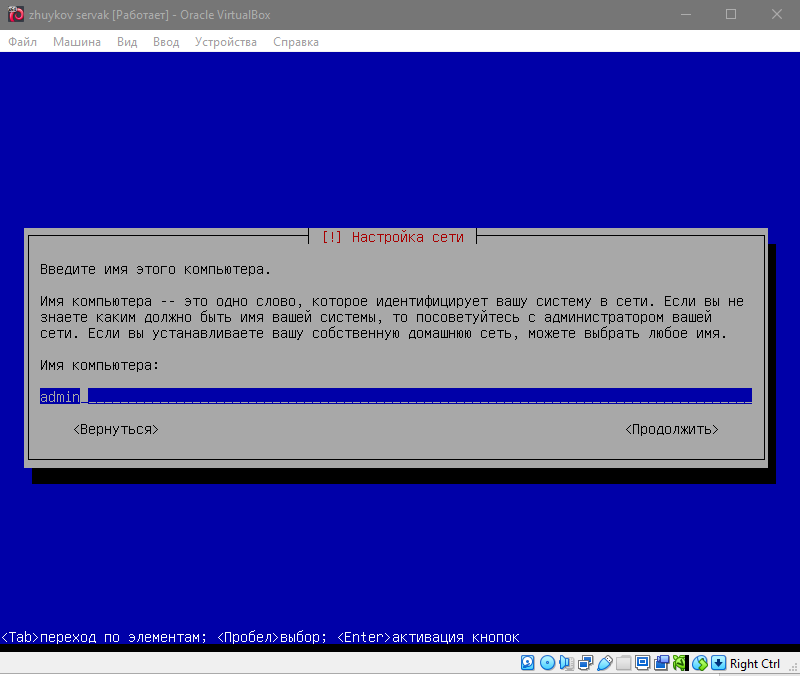 zhuykov servak [Работает] - Oracle VirtualBox
Файл Машина Вид Ввод Устройства Справка
[!] Настройка сети
Введите имя этого компьютера.
Имя компьютера -- это одно слово, которое идентифицирует вашу систему в сети. Если вы не
знаете каким должно быть имя вашей системы, то посоветуйтесь с администратором вашей
сети. Если вы устанавливаете вашу собственную домашнюю сеть, можете выбрать любое имя.
Имя компьютера:
admin
<Вернуться> <Продолжить>
<Tab>переход по элементам; <Пробел>выбор; <Enter>активация кнопок
Right Ctrl